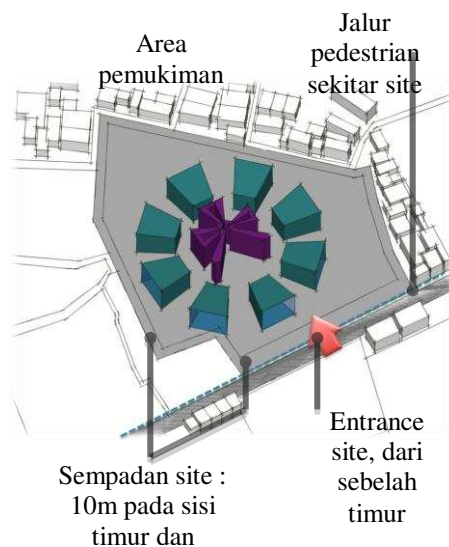 Area
pemukiman
Jalur
pedestrian
sekitar site
Sempadan site :
10m pada sisi
timur dan
Entrance
site, dari
sebelah
timur